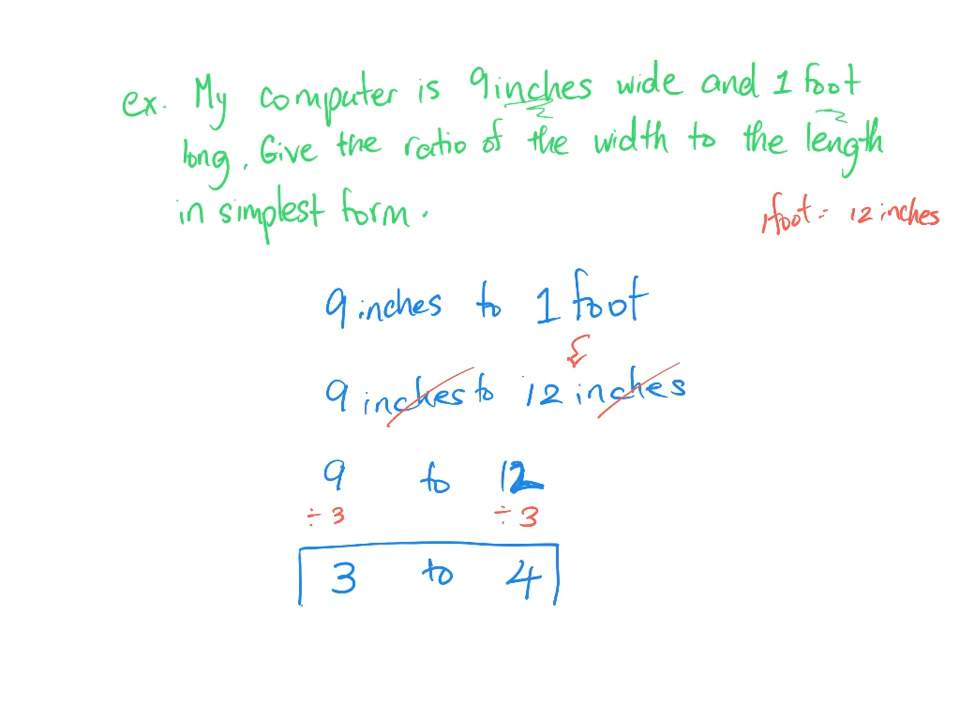 ex. My computer is 9 inches wide and 1 foot
long. Give the ratio of the width to the length
in simplest form.
1 foot = 12 inches
9 inches to 1 foot
9 inches to 12 inches
9 to 12
÷ 3 ÷ 3
3 to 4